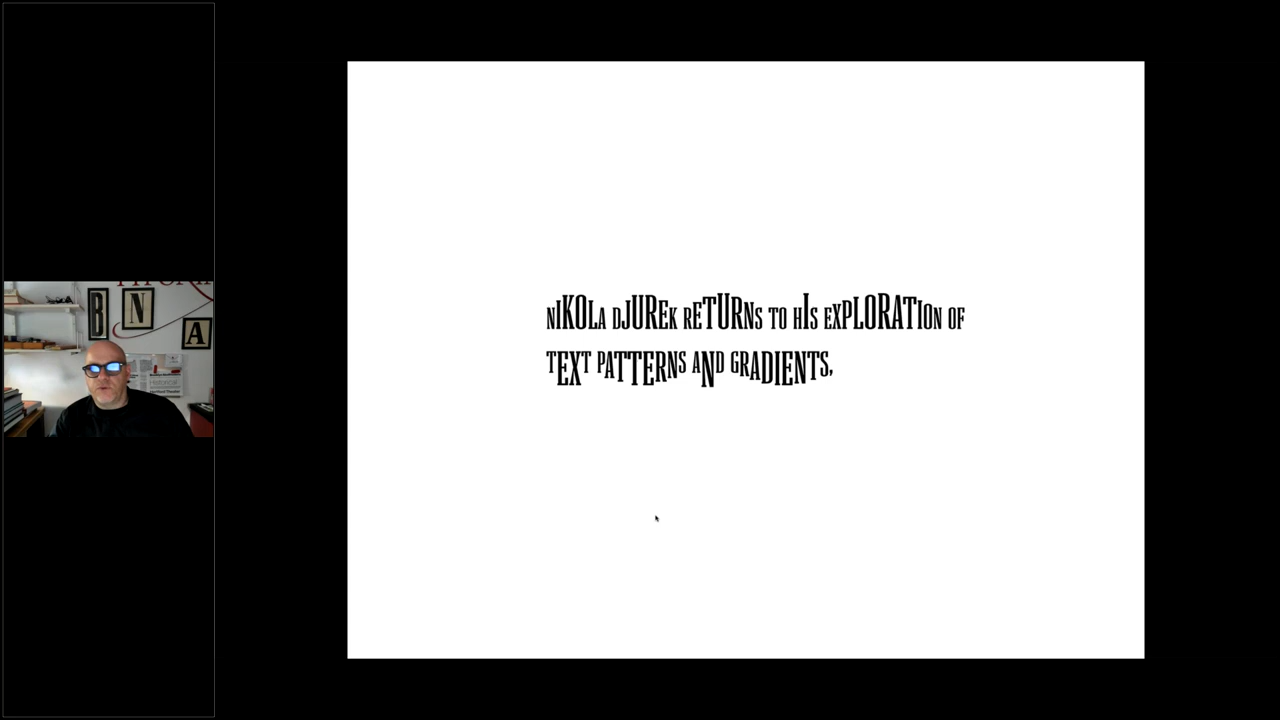 B
N
A
NIKOLA DJUREK RETURNS TO HIS EXPLORATION OF
TEXT PATTERNS AND GRADIENTS.